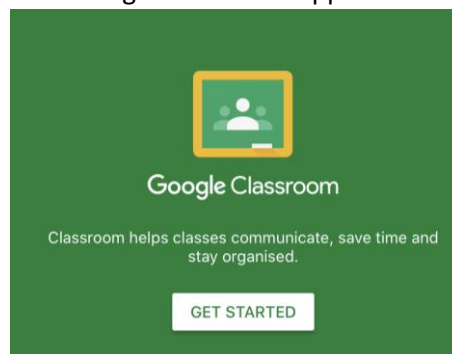 Google Classroom
Classroom helps classes communicate, save time and
stay organised.
GET STARTED